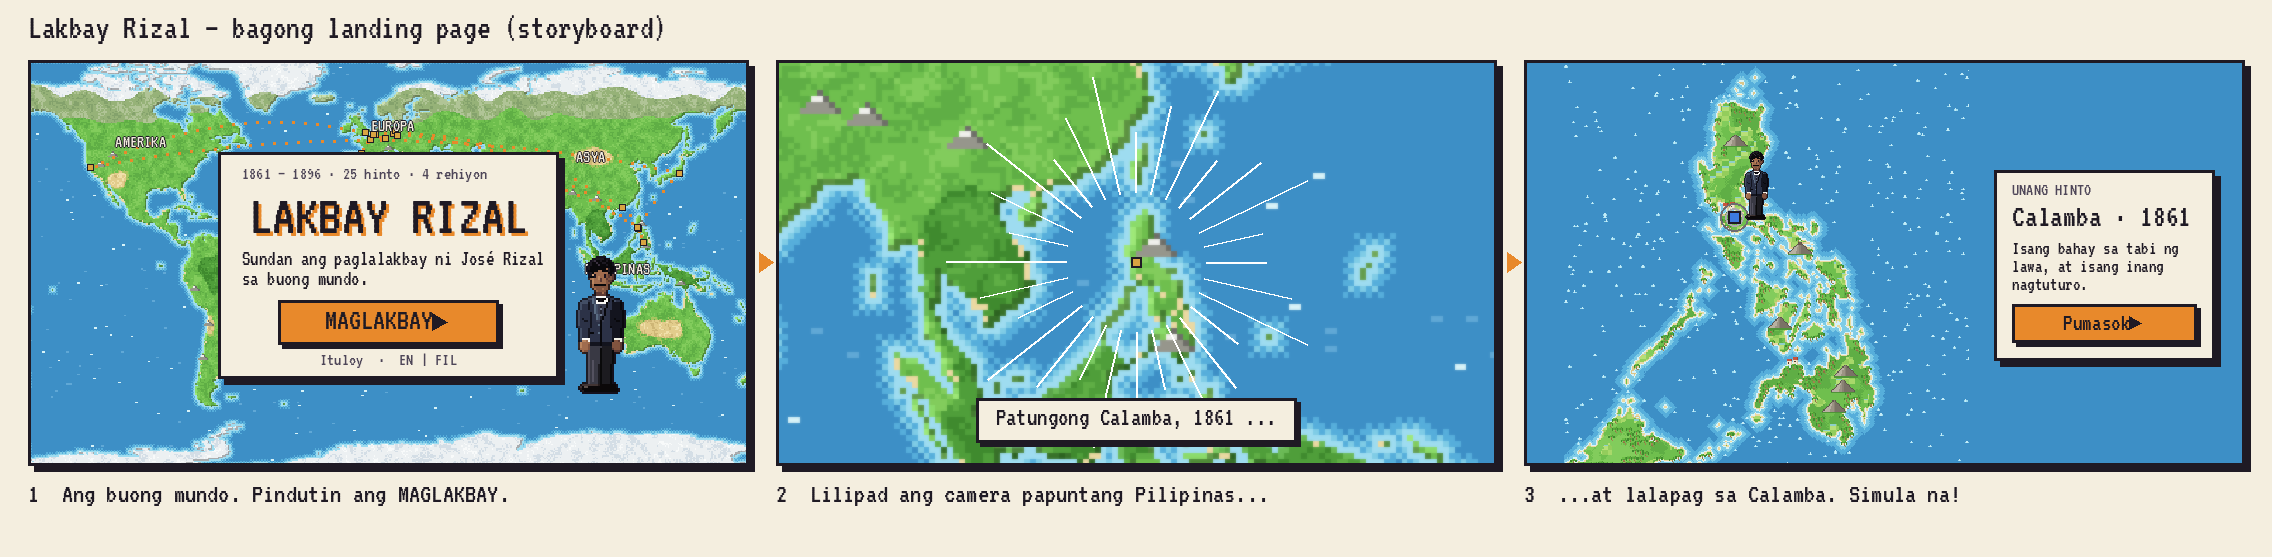 Lakbay Rizal – bagong landing page (storyboard)
AMERIKA
EUROPA
ASYA
1861 – 1896 · 25 hinto · 4 rehiyon
LAKBAY RIZAL
Sundan ang paglalakbay ni José Rizal
sa buong mundo.
MAGLAKBAY▶
Ituloy · EN | FIL
Patungong Calamba, 1861 ...
UNANG HINTO
Calamba · 1861
Isang bahay sa tabi ng
lawa, at isang inang
nagtuturo.
Pumasok▶
1 Ang buong mundo. Pindutin ang MAGLAKBAY.
2 Lilipad ang camera papuntang Pilipinas...
3 ...at lalapag sa Calamba. Simula na!